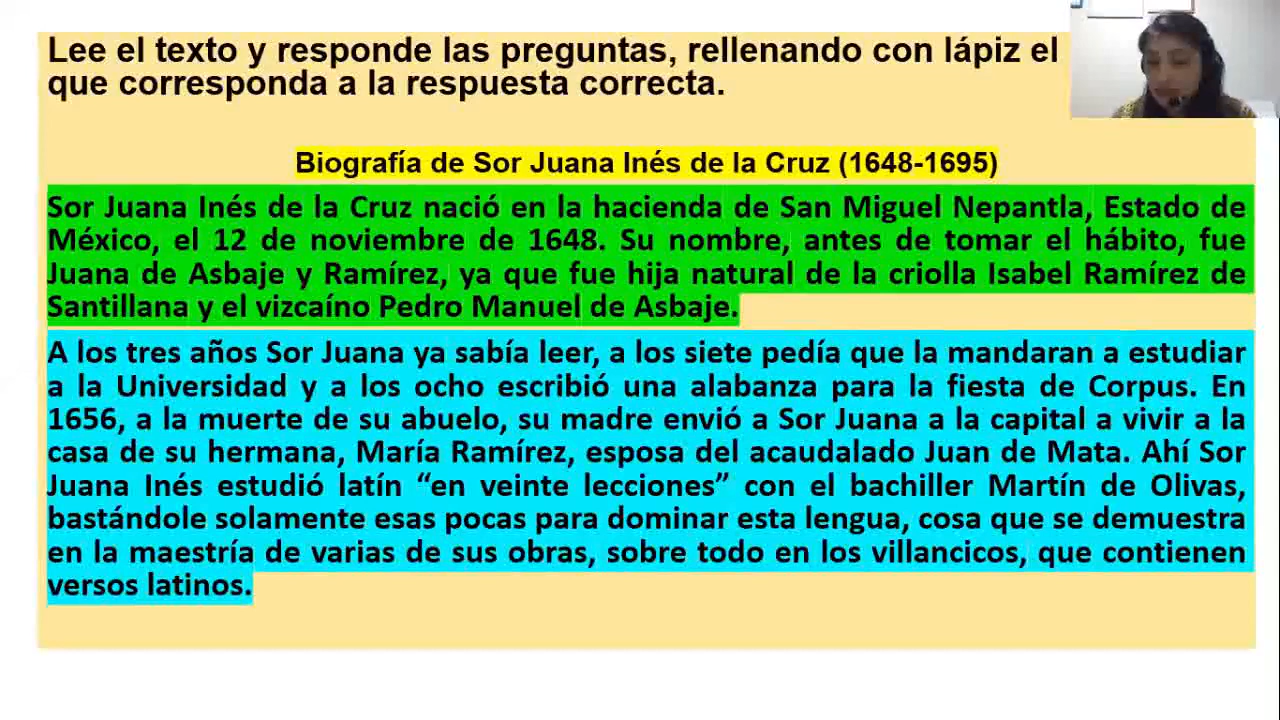 Lee el texto y responde las preguntas, rellenando con lápiz el
que corresponda a la respuesta correcta.
Biografía de Sor Juana Inés de la Cruz (1648-1695)
Sor Juana Inés de la Cruz nació en la hacienda de San Miguel Nepantla, Estado de
México, el 12 de noviembre de 1648. Su nombre, antes de tomar el hábito, fue
Juana de Asbaje y Ramírez, ya que fue hija natural de la criolla Isabel Ramírez de
Santillana y el vizcaíno Pedro Manuel de Asbaje.
A los tres años Sor Juana ya sabía leer, a los siete pedía que la mandaran a estudiar
a la Universidad y a los ocho escribió una alabanza para la fiesta de Corpus. En
1656, a la muerte de su abuelo, su madre envió a Sor Juana a la capital a vivir a la
casa de su hermana, María Ramírez, esposa del acaudalado Juan de Mata. Ahí Sor
Juana Inés estudió latín “en veinte lecciones” con el bachiller Martín de Olivas,
bastándole solamente esas pocas para dominar esta lengua, cosa que se demuestra
en la maestría de varias de sus obras, sobre todo en los villancicos, que contienen
versos latinos.